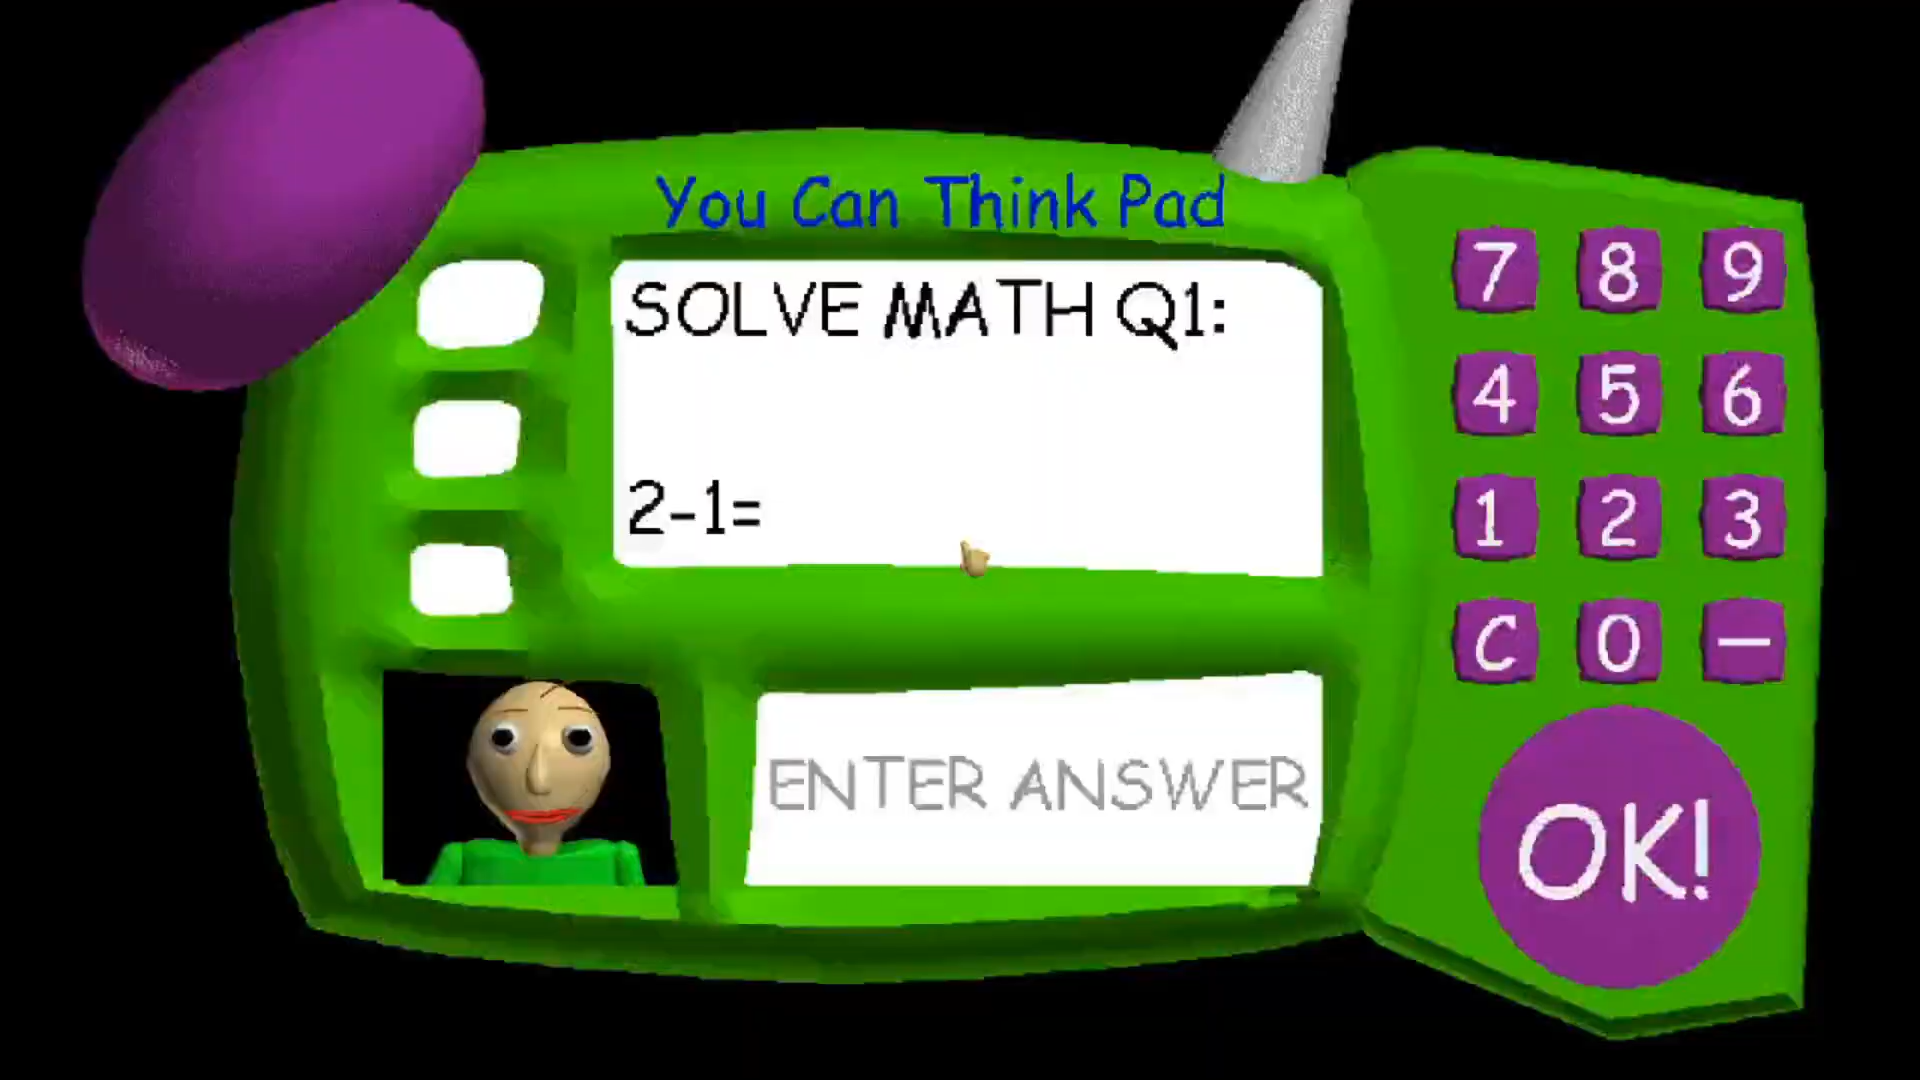 You Can Think Pad
SOLVE MATH Q1:
2-1=
ENTER ANSWER
7 8 9
4 5 6
1 2 3
C 0 —
OK!